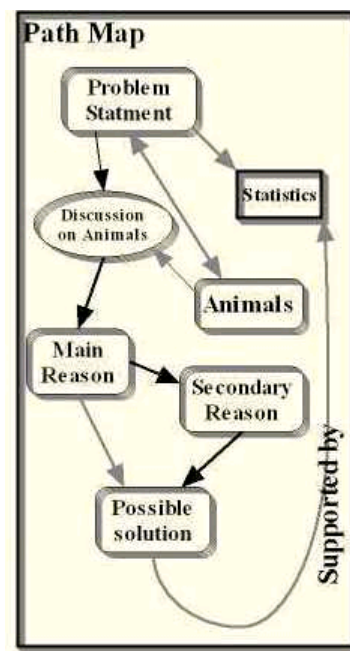 Path Map
Problem
Statment
Statistics
Discussion
on Animals
Animals
Main
Reason
Secondary
Reason
Possible
solution
Supported by